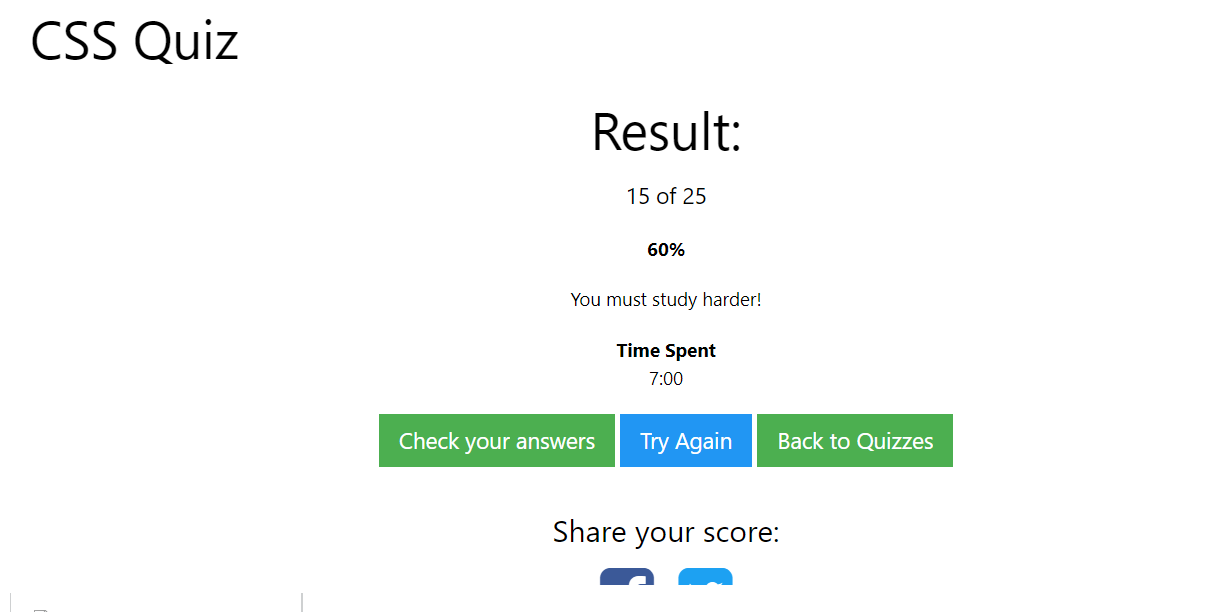 CSS Quiz
Result:
15 of 25
60%
You must study harder!
Time Spent
7:00
Check your answers
Try Again
Back to Quizzes
Share your score: